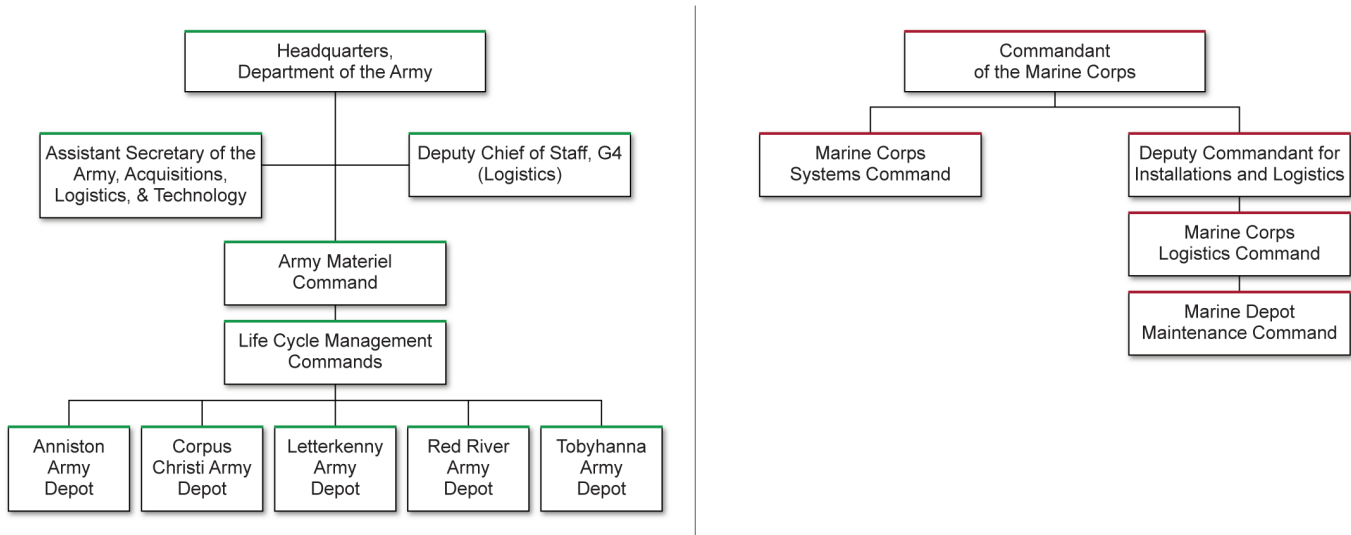 Headquarters,
Department of the Army
Assistant Secretary of the
Army, Acquisitions,
Logistics, & Technology
Deputy Chief of Staff, G4
(Logistics)
Army Materiel
Command
Life Cycle Management
Commands
Anniston
Army
Depot
Corpus
Christi Army
Depot
Letterkenny
Army
Depot
Red River
Army
Depot
Tobyhanna
Army
Depot
Commandant
of the Marine Corps
Marine Corps
Systems Command
Deputy Commandant for
Installations and Logistics
Marine Corps
Logistics Command
Marine Depot
Maintenance Command